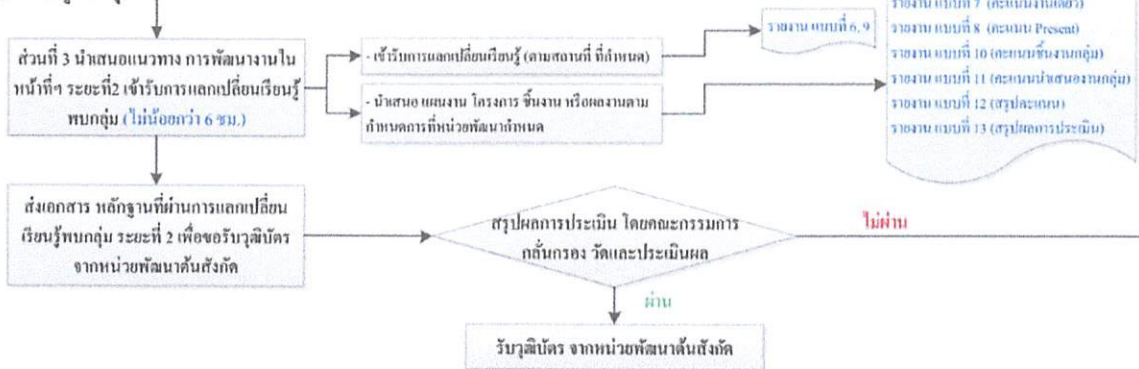 ส่วนที่ 3 นำเสนอแนวทาง การพัฒนางานใน
หน้าที่ฯ ระยะที่2 เข้ารับการแลกเปลี่ยนเรียนรู้
พบกลุ่ม (ไม่น้อยกว่า 6 ชม.)
- เข้ารับการแลกเปลี่ยนเรียนรู้ (ตามสถานที่ ที่กำหนด)
- นำเสนอ แผนงาน โครงการ ชิ้นงาน หรือผลงานตาม
กำหนดการที่หน่วยพัฒนากำหนด
รายงาน แบบที่ 6, 9
รายงาน แบบที่ 7 (คะแนนงานเดี่ยว)
รายงาน แบบที่ 8 (คะแนน Present)
รายงาน แบบที่ 10 (คะแนนชิ้นงานกลุ่ม)
รายงาน แบบที่ 11 (คะแนนนำเสนองานกลุ่ม)
รายงาน แบบที่ 12 (สรุปคะแนน)
รายงาน แบบที่ 13 (สรุปผลการประเมิน)
ส่งเอกสาร หลักฐานที่ผ่านการแลกเปลี่ยน
เรียนรู้พบกลุ่ม ระยะที่ 2 เพื่อขอรับวุฒิบัตร
จากหน่วยพัฒนาต้นสังกัด
สรุปผลการประเมิน โดยคณะกรรมการ
กลั่นกรอง วัดและประเมินผล
ไม่ผ่าน
ผ่าน
รับวุฒิบัตร จากหน่วยพัฒนาต้นสังกัด